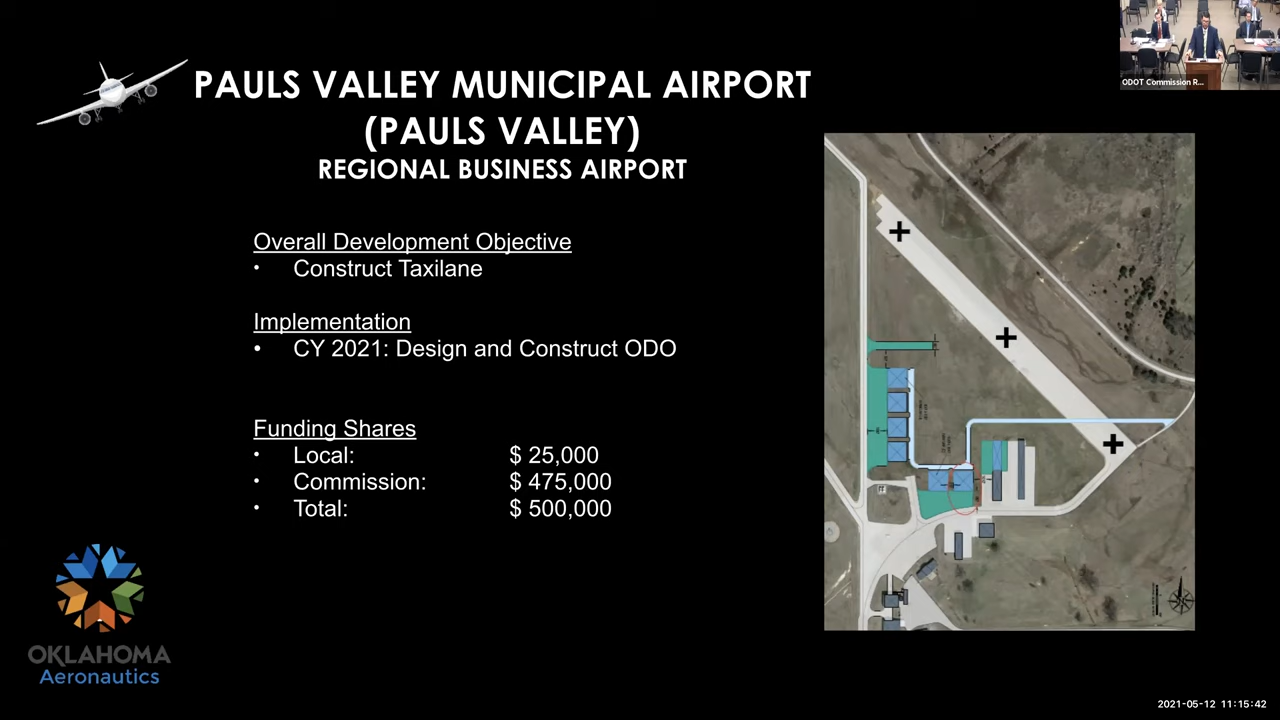 PAULS VALLEY MUNICIPAL AIRPORT
(PAULS VALLEY)
REGIONAL BUSINESS AIRPORT
Overall Development Objective
• Construct Taxilane
Implementation
• CY 2021: Design and Construct ODO
Funding Shares
• Local: $ 25,000
• Commission: $ 475,000
• Total: $ 500,000
OKLAHOMA
Aeronautics
ODOT Commission R...
2021-05-12 11:15:42